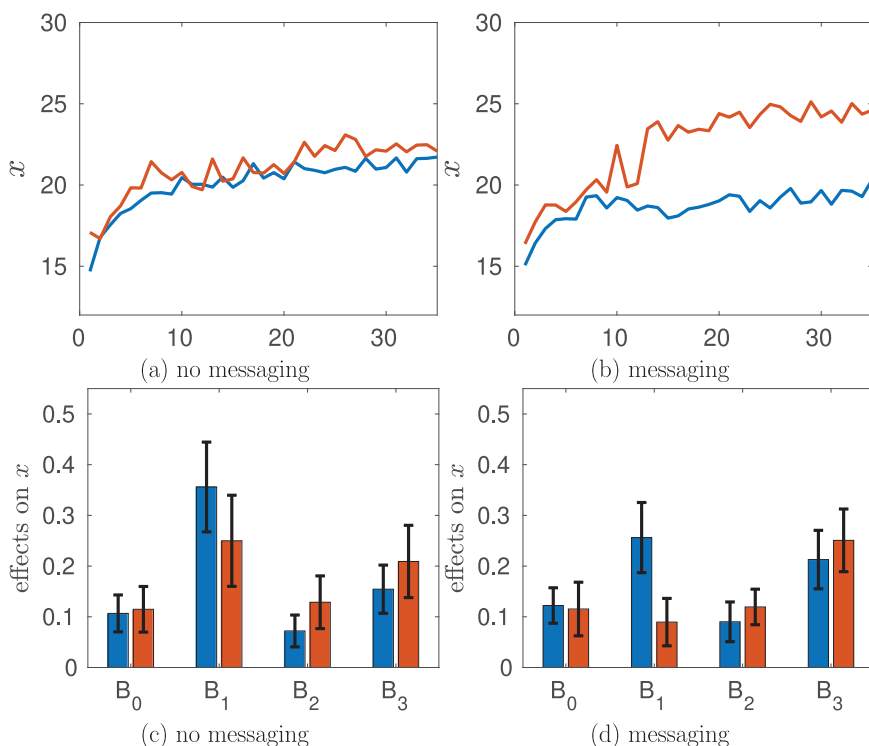 30
25
20
15
x
0
10
20
30
(a) no messaging
30
25
20
15
x
0
10
20
30
(b) messaging
0.5
0.4
0.3
0.2
0.1
0
effects on x
B₀
B₁
B₂
B₃
(c) no messaging
0.5
0.4
0.3
0.2
0.1
0
effects on x
B₀
B₁
B₂
B₃
(d) messaging